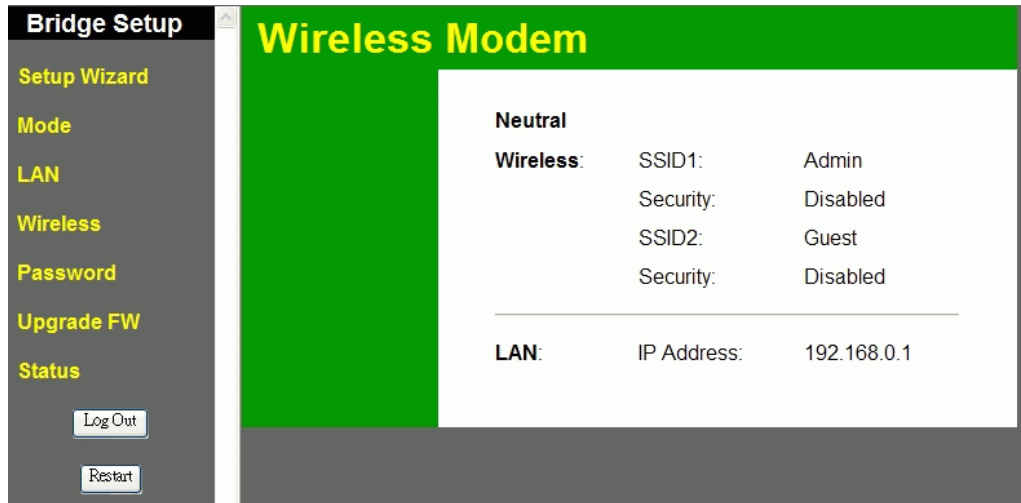 Bridge Setup
Setup Wizard
Mode
LAN
Wireless
Password
Upgrade FW
Status
Log Out
Restart
Wireless Modem
Neutral
Wireless: SSID1: Admin
Security: Disabled
SSID2: Guest
Security: Disabled
LAN: IP Address: 192.168.0.1